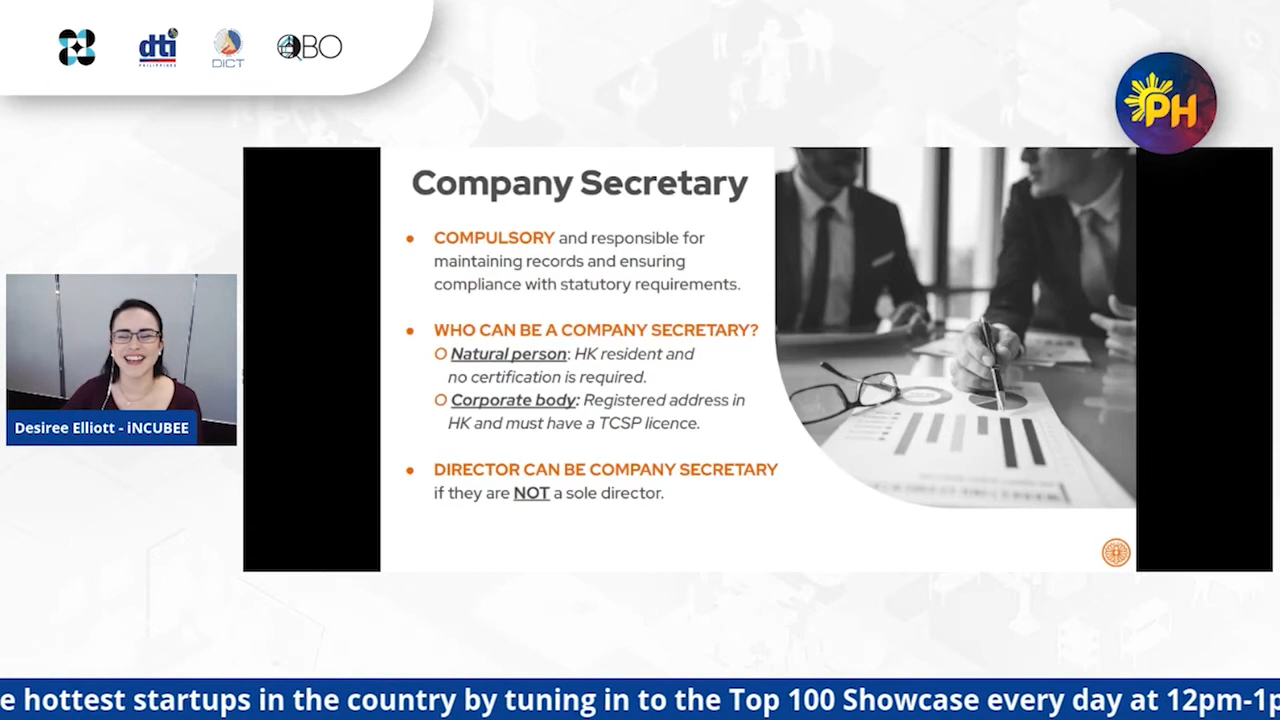 dti
PHILIPPINES
DICT
QBO
PH
Company Secretary
• COMPULSORY and responsible for
maintaining records and ensuring
compliance with statutory requirements.
• WHO CAN BE A COMPANY SECRETARY?
O Natural person: HK resident and
no certification is required.
O Corporate body: Registered address in
HK and must have a TCSP licence.
• DIRECTOR CAN BE COMPANY SECRETARY
if they are NOT a sole director.
Desiree Elliott - iNCUBEE
e hottest startups in the country by tuning in to the Top 100 Showcase every day at 12pm-1p